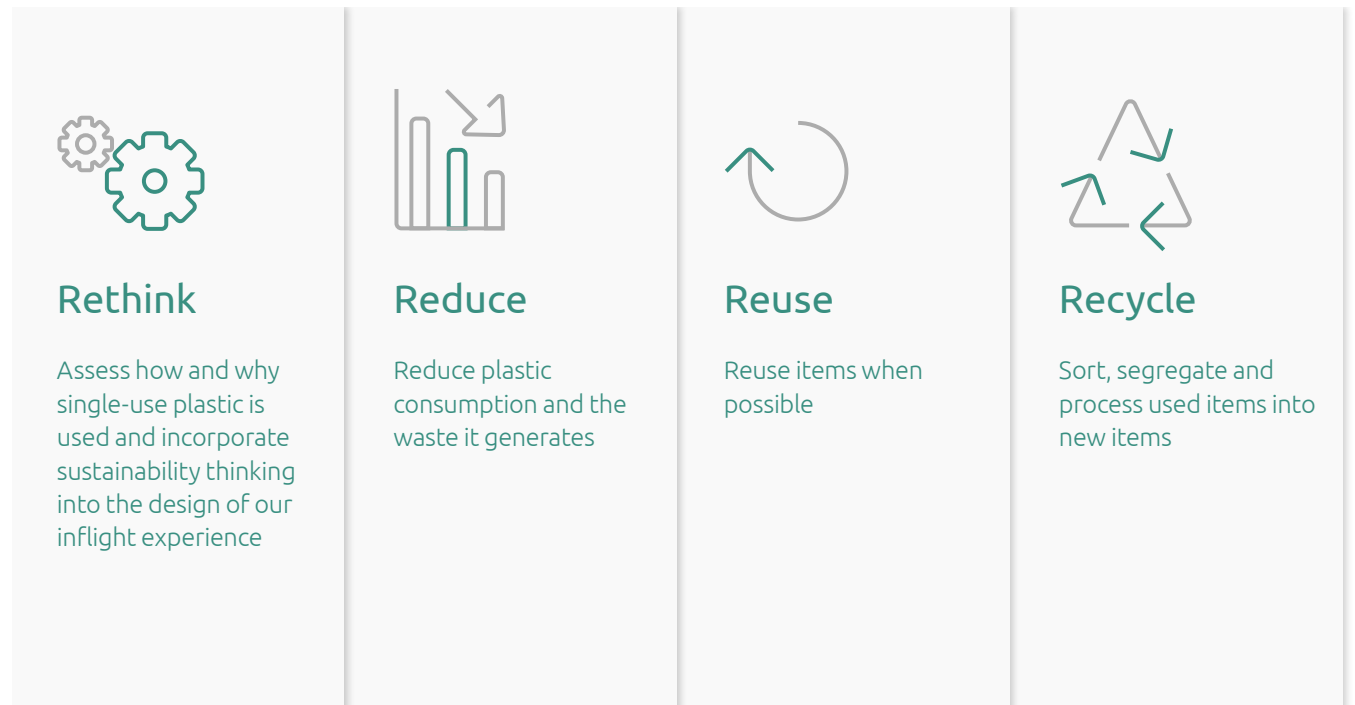 Rethink
Assess how and why
single-use plastic is
used and incorporate
sustainability thinking
into the design of our
inflight experience
Reduce
Reduce plastic
consumption and the
waste it generates
Reuse
Reuse items when
possible
Recycle
Sort, segregate and
process used items into
new items